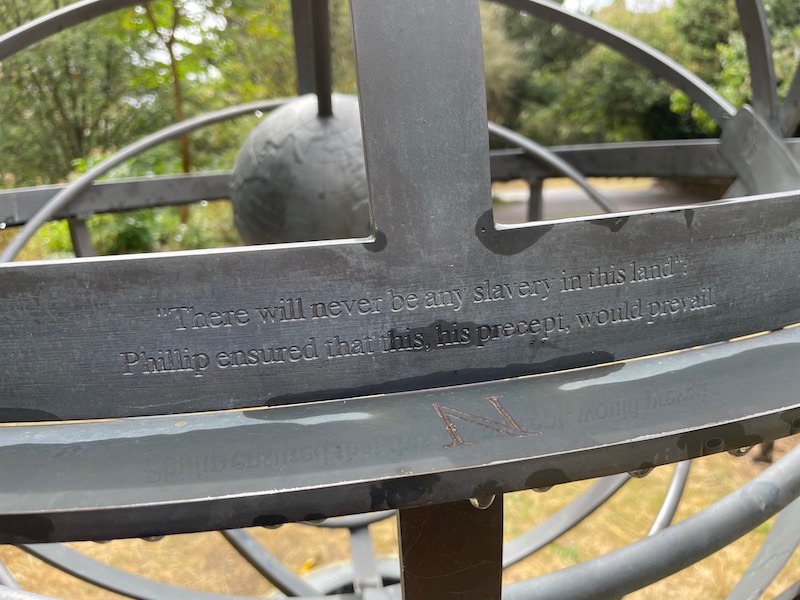 "There will never be any slavery in this land":
Phillip ensured that this, his precept, would prevail.
N